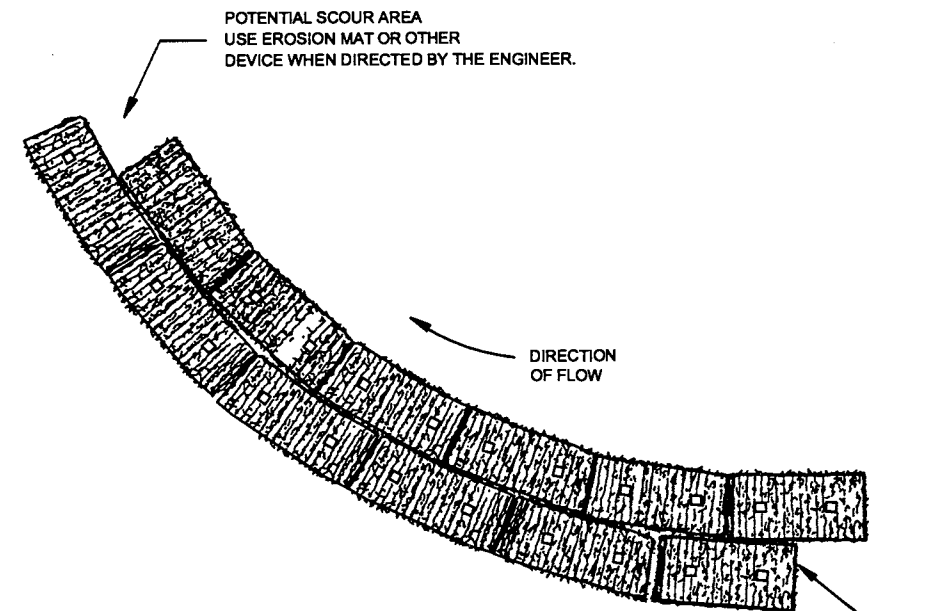 POTENTIAL SCOUR AREA
USE EROSION MAT OR OTHER
DEVICE WHEN DIRECTED BY THE ENGINEER.
DIRECTION
OF FLOW